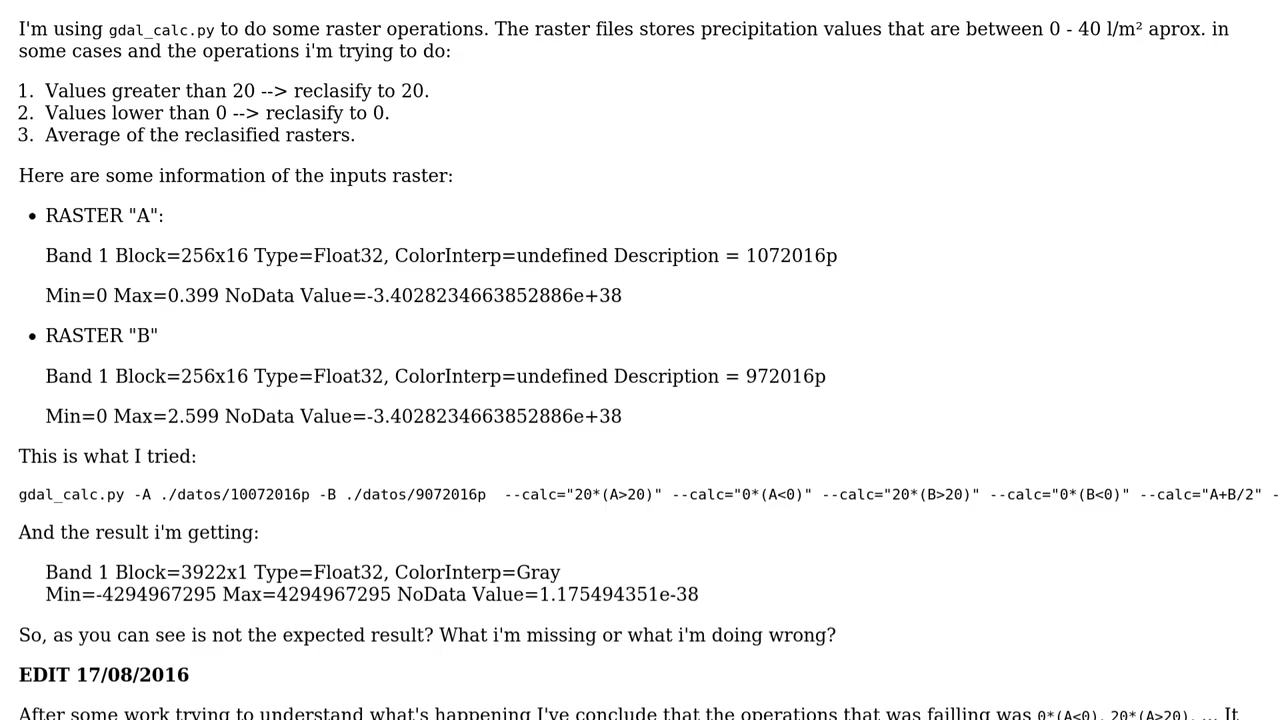 I'm using gdal_calc.py to do some raster operations. The raster files stores precipitation values that are between 0 - 40 l/m² aprox. in
some cases and the operations i'm trying to do:
1. Values greater than 20 --> reclasify to 20.
2. Values lower than 0 --> reclasify to 0.
3. Average of the reclasified rasters.
Here are some information of the inputs raster:
• RASTER "A":
Band 1 Block=256x16 Type=Float32, ColorInterp=undefined Description = 1072016p
Min=0 Max=0.399 NoData Value=-3.4028234663852886e+38
• RASTER "B"
Band 1 Block=256x16 Type=Float32, ColorInterp=undefined Description = 972016p
Min=0 Max=2.599 NoData Value=-3.4028234663852886e+38
This is what I tried:
gdal_calc.py -A ./datos/10072016p -B ./datos/9072016p  --calc="20*(A>20)" --calc="0*(A<0)" --calc="20*(B>20)" --calc="0*(B<0)" --calc="A+B/2" -
And the result i'm getting:
Band 1 Block=3922x1 Type=Float32, ColorInterp=Gray
Min=-4294967295 Max=4294967295 NoData Value=1.175494351e-38
So, as you can see is not the expected result? What i'm missing or what i'm doing wrong?
EDIT 17/08/2016
After some work trying to understand what's happening I've conclude that the operations that was failling was 0*(A<0), 20*(A>20), ... It